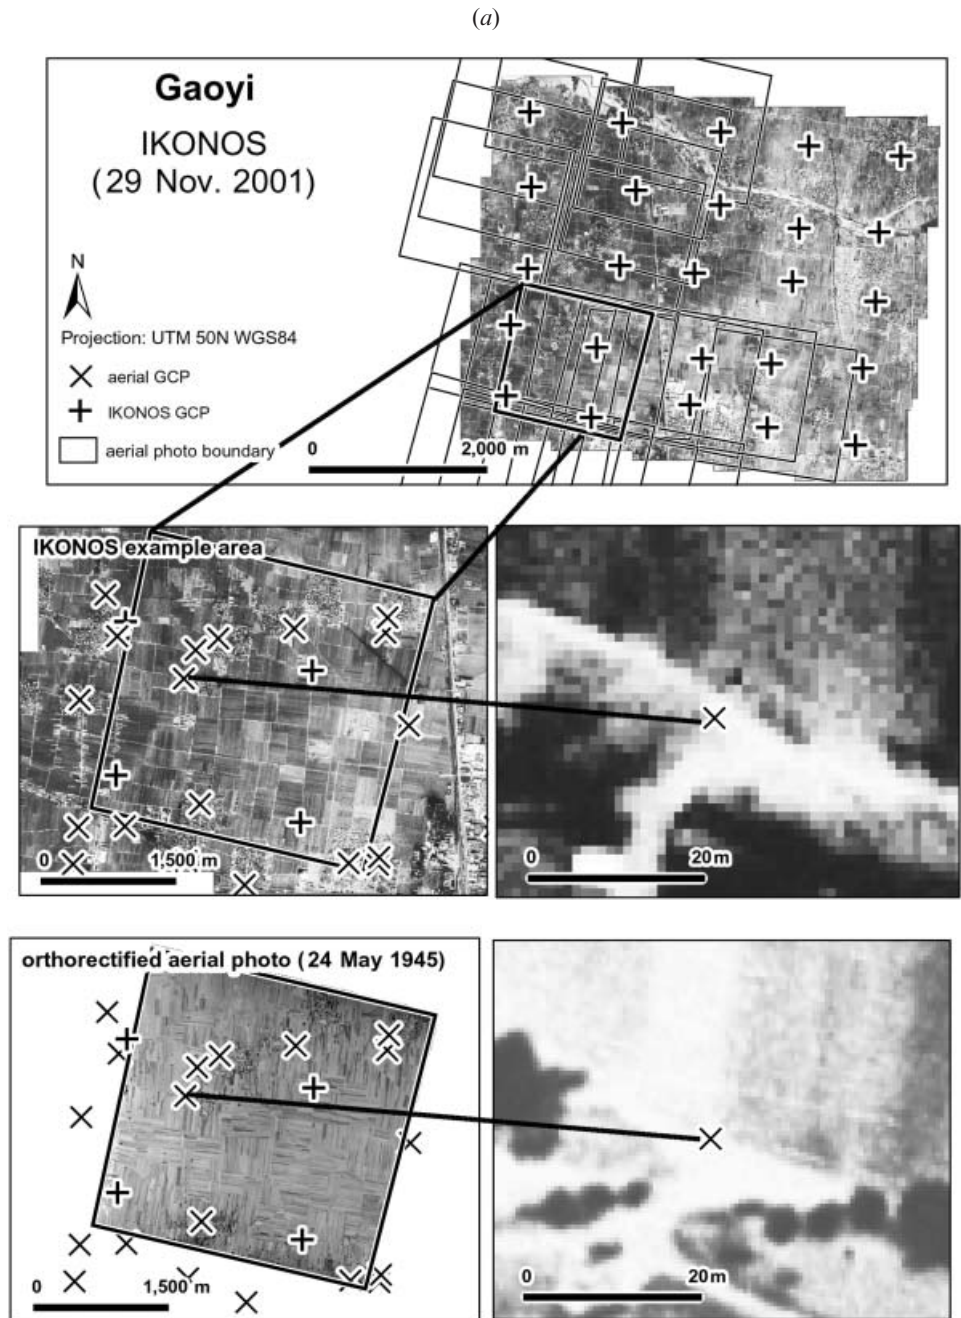 (a)
Gaoyi
IKONOS
(29 Nov. 2001)
N
Projection: UTM 50N WGS84
aerial GCP
IKONOS GCP
aerial photo boundary
0 2,000 m
IKONOS example area
0 1,500 m
0 20m
orthorectified aerial photo (24 May 1945)
0 1,500 m
0 20m